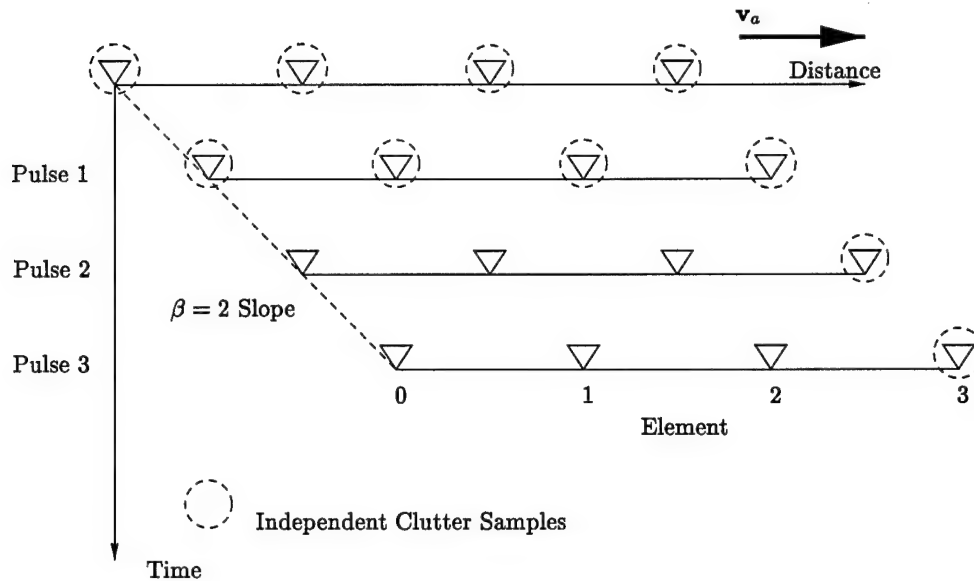 v_a
Distance
Pulse 1
Pulse 2
β = 2 Slope
Pulse 3
0 1 2 3
Element
Independent Clutter Samples
Time